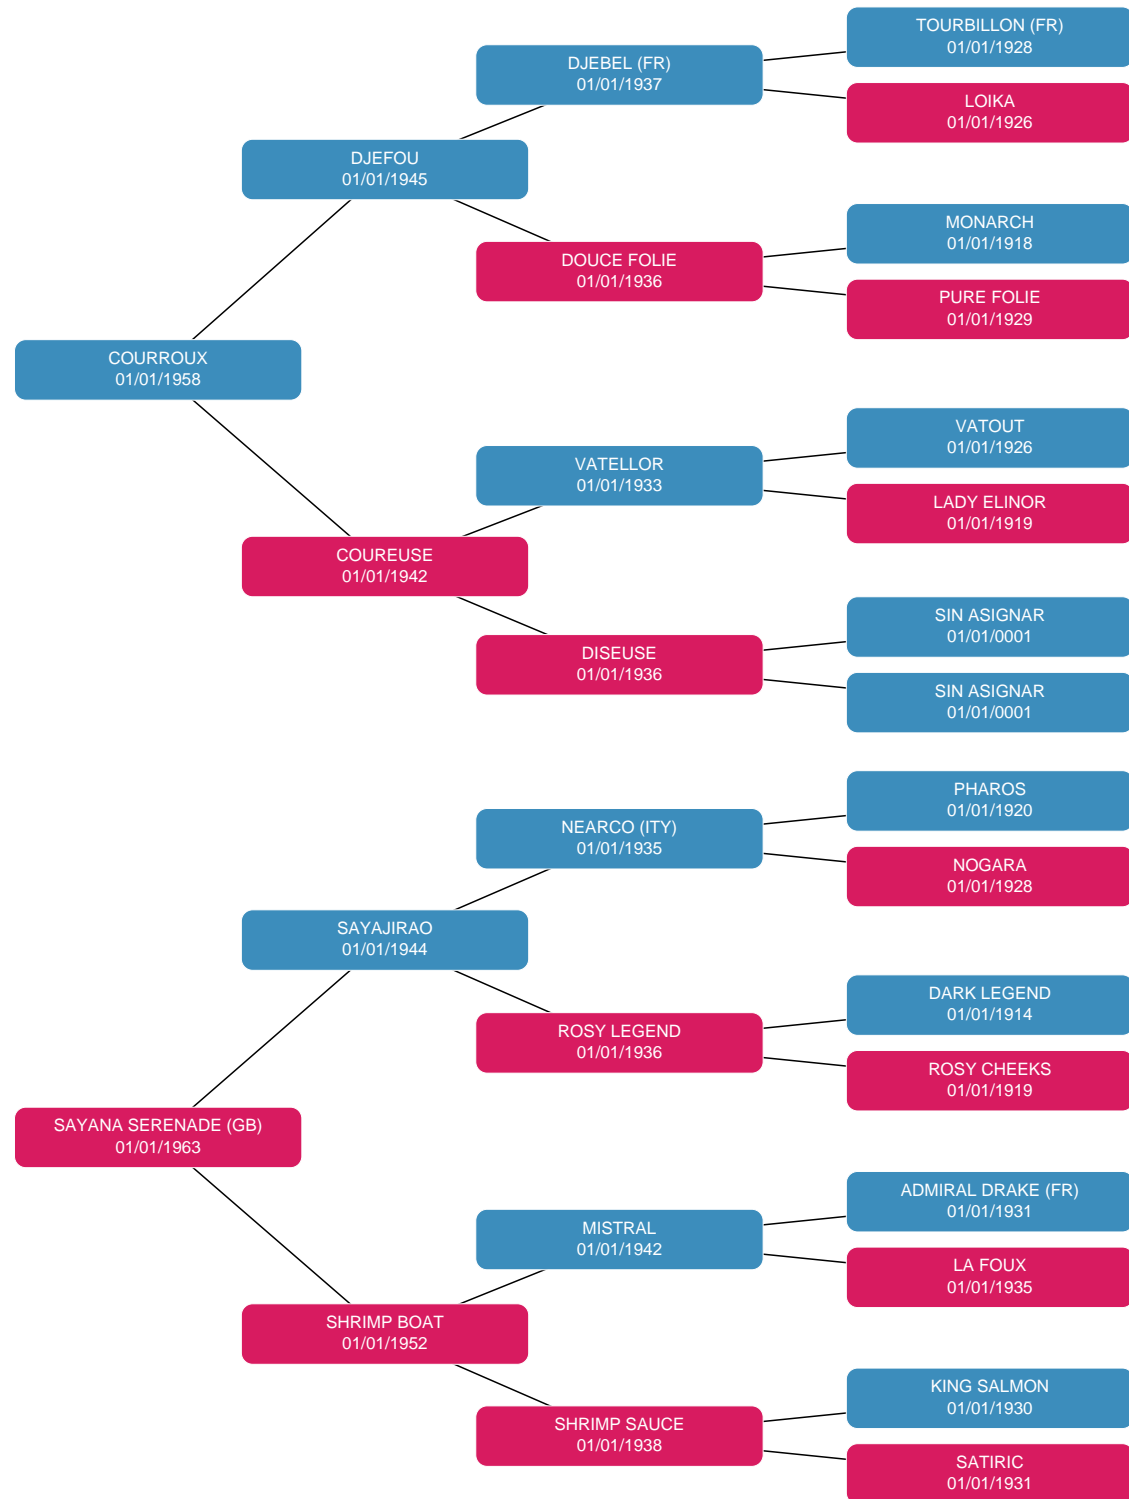 TOURBILLON (FR)
01/01/1928
DJEBEL (FR)
01/01/1937
LOIKA
01/01/1926
DJEFOU
01/01/1945
MONARCH
01/01/1918
DOUCE FOLIE
01/01/1936
PURE FOLIE
01/01/1929
COURROUX
01/01/1958
VATOUT
01/01/1926
VATELLOR
01/01/1933
LADY ELINOR
01/01/1919
COUREUSE
01/01/1942
SIN ASIGNAR
01/01/0001
DISEUSE
01/01/1936
SIN ASIGNAR
01/01/0001
PHAROS
01/01/1920
NEARCO (ITY)
01/01/1935
NOGARA
01/01/1928
SAYAJIRAO
01/01/1944
DARK LEGEND
01/01/1914
ROSY LEGEND
01/01/1936
ROSY CHEEKS
01/01/1919
SAYANA SERENADE (GB)
01/01/1963
ADMIRAL DRAKE (FR)
01/01/1931
MISTRAL
01/01/1942
LA FOUX
01/01/1935
SHRIMP BOAT
01/01/1952
KING SALMON
01/01/1930
SHRIMP SAUCE
01/01/1938
SATIRIC
01/01/1931